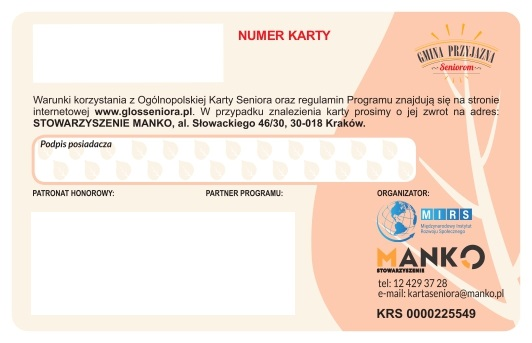 NUMER KARTY
GMINA PRZYJAZNA
Seniorom
Warunki korzystania z Ogólnopolskiej Karty Seniora oraz regulamin Programu znajdują się na stronie
internetowej www.glosseniora.pl. W przypadku znalezienia karty prosimy o jej zwrot na adres:
STOWARZYSZENIE MANKO, al. Słowackiego 46/30, 30-018 Kraków.
Podpis posiadacza
PATRONAT HONOROWY: PARTNER PROGRAMU: ORGANIZATOR:
MIRS
Międzynarodowy Instytut
Rozwoju Społecznego
MANKO
STOWARZYSZENIE
tel: 12 429 37 28
e-mail: kartaseniora@manko.pl
KRS 0000225549